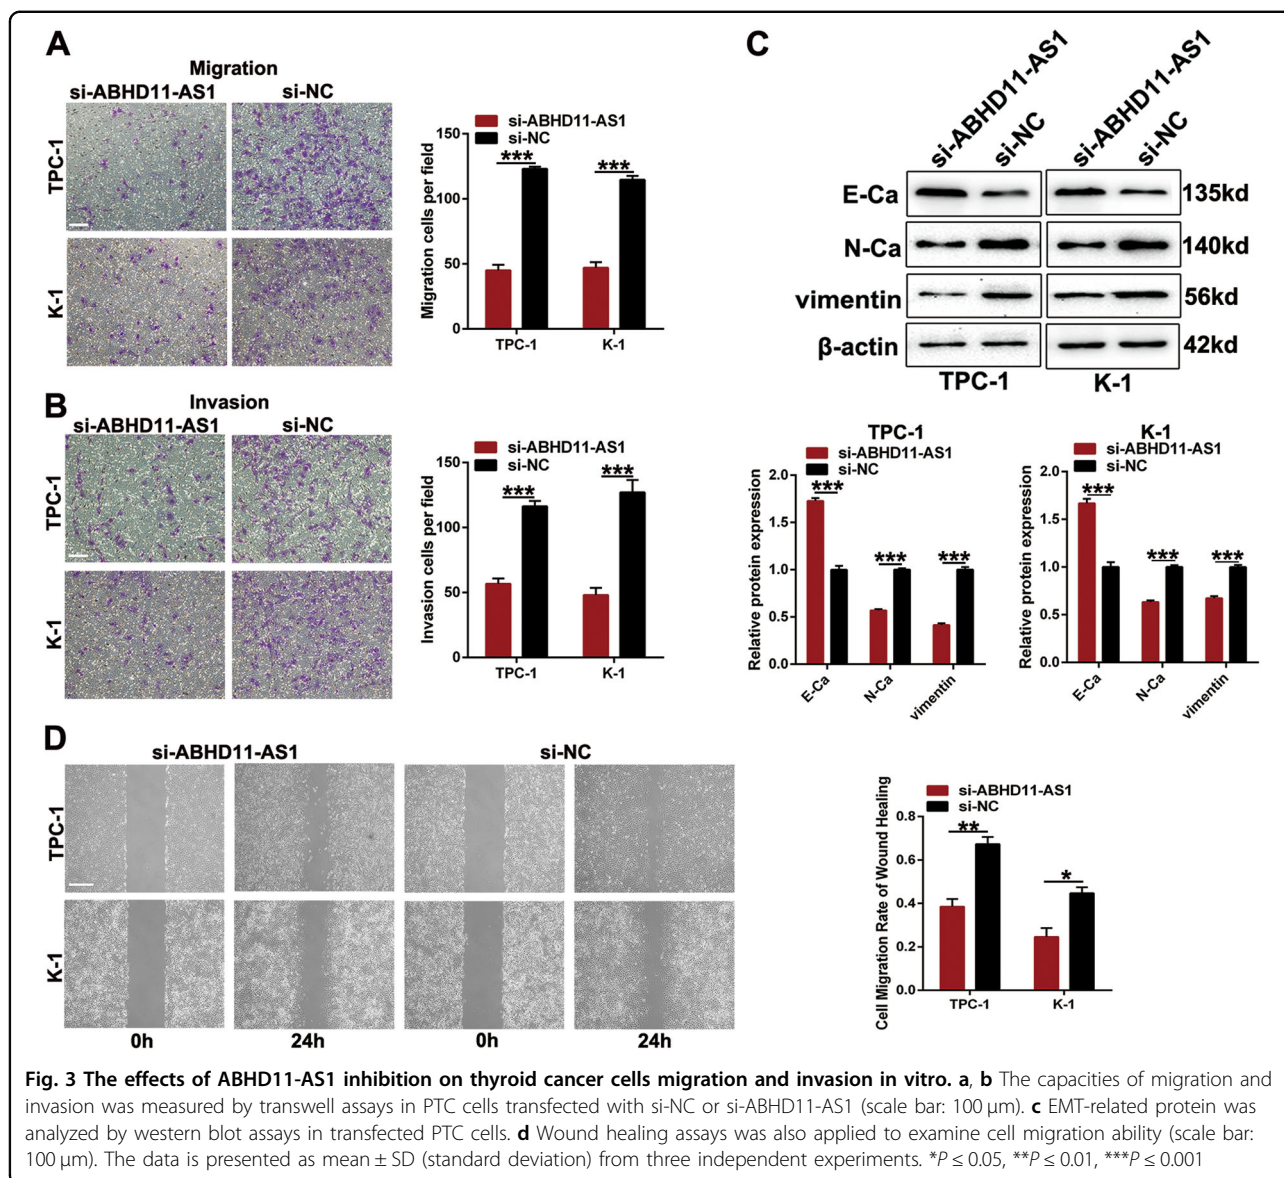 A
Migration
si-ABHD11-AS1 si-NC
TPC-1
K-1
si-ABHD11-AS1
si-NC
Migration cells per field
150
100
50
0
***
***
TPC-1 K-1
B
Invasion
si-ABHD11-AS1 si-NC
TPC-1
K-1
si-ABHD11-AS1
si-NC
Invasion cells per field
150
100
50
0
***
***
TPC-1 K-1
C
si-ABHD11-AS1 si-NC si-ABHD11-AS1 si-NC
E-Ca 135kd
N-Ca 140kd
vimentin 56kd
β-actin 42kd
TPC-1 K-1
TPC-1
si-ABHD11-AS1
si-NC
Relative protein expression
2.0
1.5
1.0
0.5
0.0
***
***
***
E-Ca N-Ca vimentin
K-1
si-ABHD11-AS1
si-NC
Relative protein expression
2.0
1.5
1.0
0.5
0.0
***
***
***
E-Ca N-Ca vimentin
D
si-ABHD11-AS1 si-NC
TPC-1
K-1
0h 24h 0h 24h
si-ABHD11-AS1
si-NC
Cell Migration Rate of Wound Healing
0.8
0.6
0.4
0.2
0.0
**
*
TPC-1 K-1
Fig. 3 The effects of ABHD11-AS1 inhibition on thyroid cancer cells migration and invasion in vitro. a, b The capacities of migration and
invasion was measured by transwell assays in PTC cells transfected with si-NC or si-ABHD11-AS1 (scale bar: 100 µm). c EMT-related protein was
analyzed by western blot assays in transfected PTC cells. d Wound healing assays was also applied to examine cell migration ability (scale bar:
100 µm). The data is presented as mean ± SD (standard deviation) from three independent experiments. *P ≤ 0.05, **P ≤ 0.01, ***P ≤ 0.001